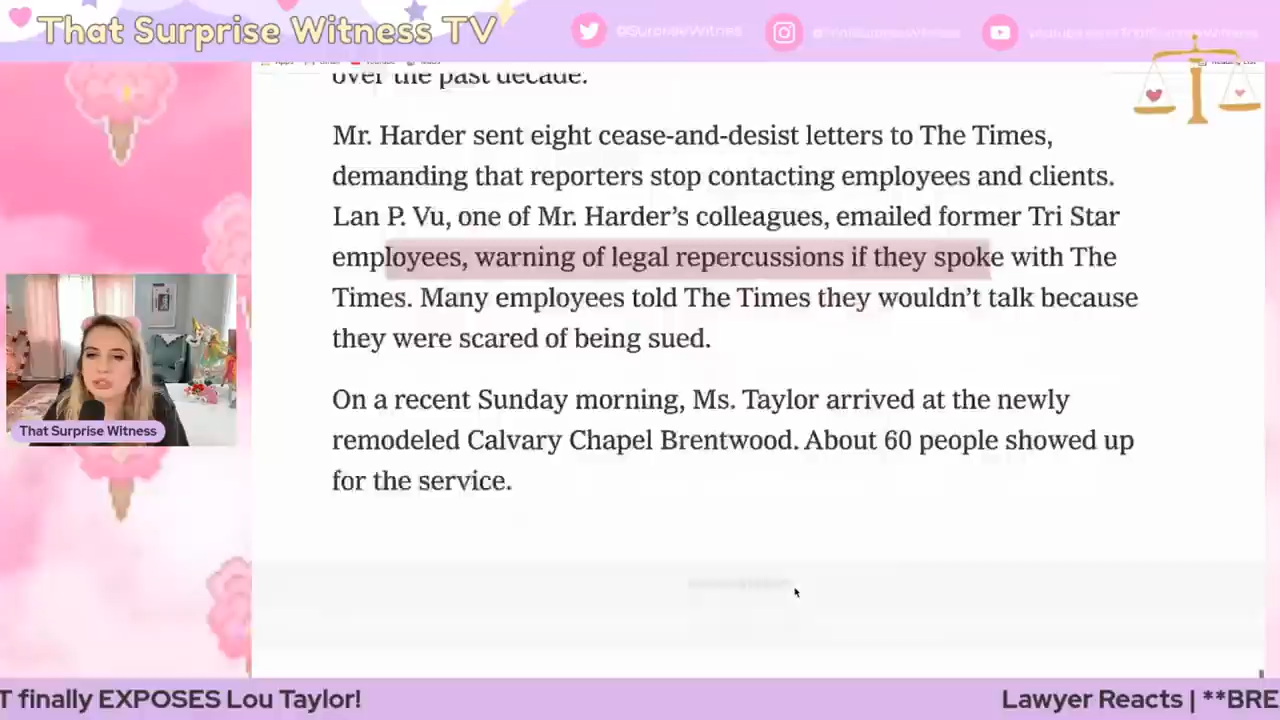 That Surprise Witness TV
@SurpriseWitnes
over the past decade.
Mr. Harder sent eight cease-and-desist letters to The Times,
demanding that reporters stop contacting employees and clients.
Lan P. Vu, one of Mr. Harder’s colleagues, emailed former Tri Star
employees, warning of legal repercussions if they spoke with The
Times. Many employees told The Times they wouldn’t talk because
they were scared of being sued.
On a recent Sunday morning, Ms. Taylor arrived at the newly
remodeled Calvary Chapel Brentwood. About 60 people showed up
for the service.
That Surprise Witness
T finally EXPOSES Lou Taylor!
Lawyer Reacts | **BRE